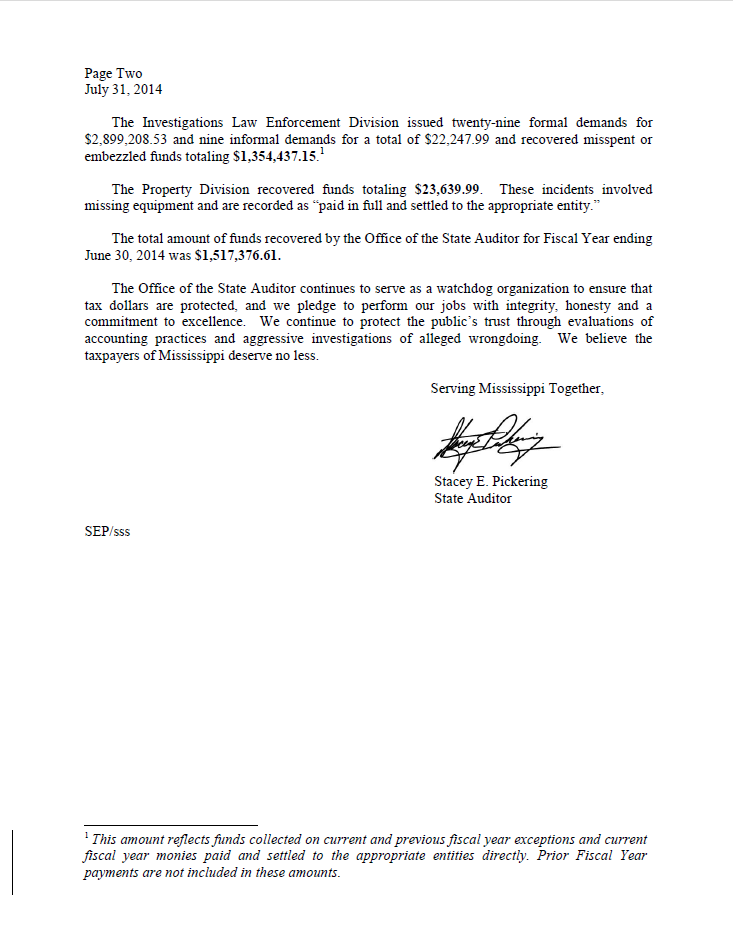 Page Two
July 31, 2014
The Investigations Law Enforcement Division issued twenty-nine formal demands for
$2,899,208.53 and nine informal demands for a total of $22,247.99 and recovered misspent or
embezzled funds totaling $1,354,437.15.1
The Property Division recovered funds totaling $23,639.99. These incidents involved
missing equipment and are recorded as “paid in full and settled to the appropriate entity.”
The total amount of funds recovered by the Office of the State Auditor for Fiscal Year ending
June 30, 2014 was $1,517,376.61.
The Office of the State Auditor continues to serve as a watchdog organization to ensure that
tax dollars are protected, and we pledge to perform our jobs with integrity, honesty and a
commitment to excellence. We continue to protect the public’s trust through evaluations of
accounting practices and aggressive investigations of alleged wrongdoing. We believe the
taxpayers of Mississippi deserve no less.
Serving Mississippi Together,
Stacey E. Pickering
State Auditor
SEP/sss
1 This amount reflects funds collected on current and previous fiscal year exceptions and current
fiscal year monies paid and settled to the appropriate entities directly. Prior Fiscal Year
payments are not included in these amounts.